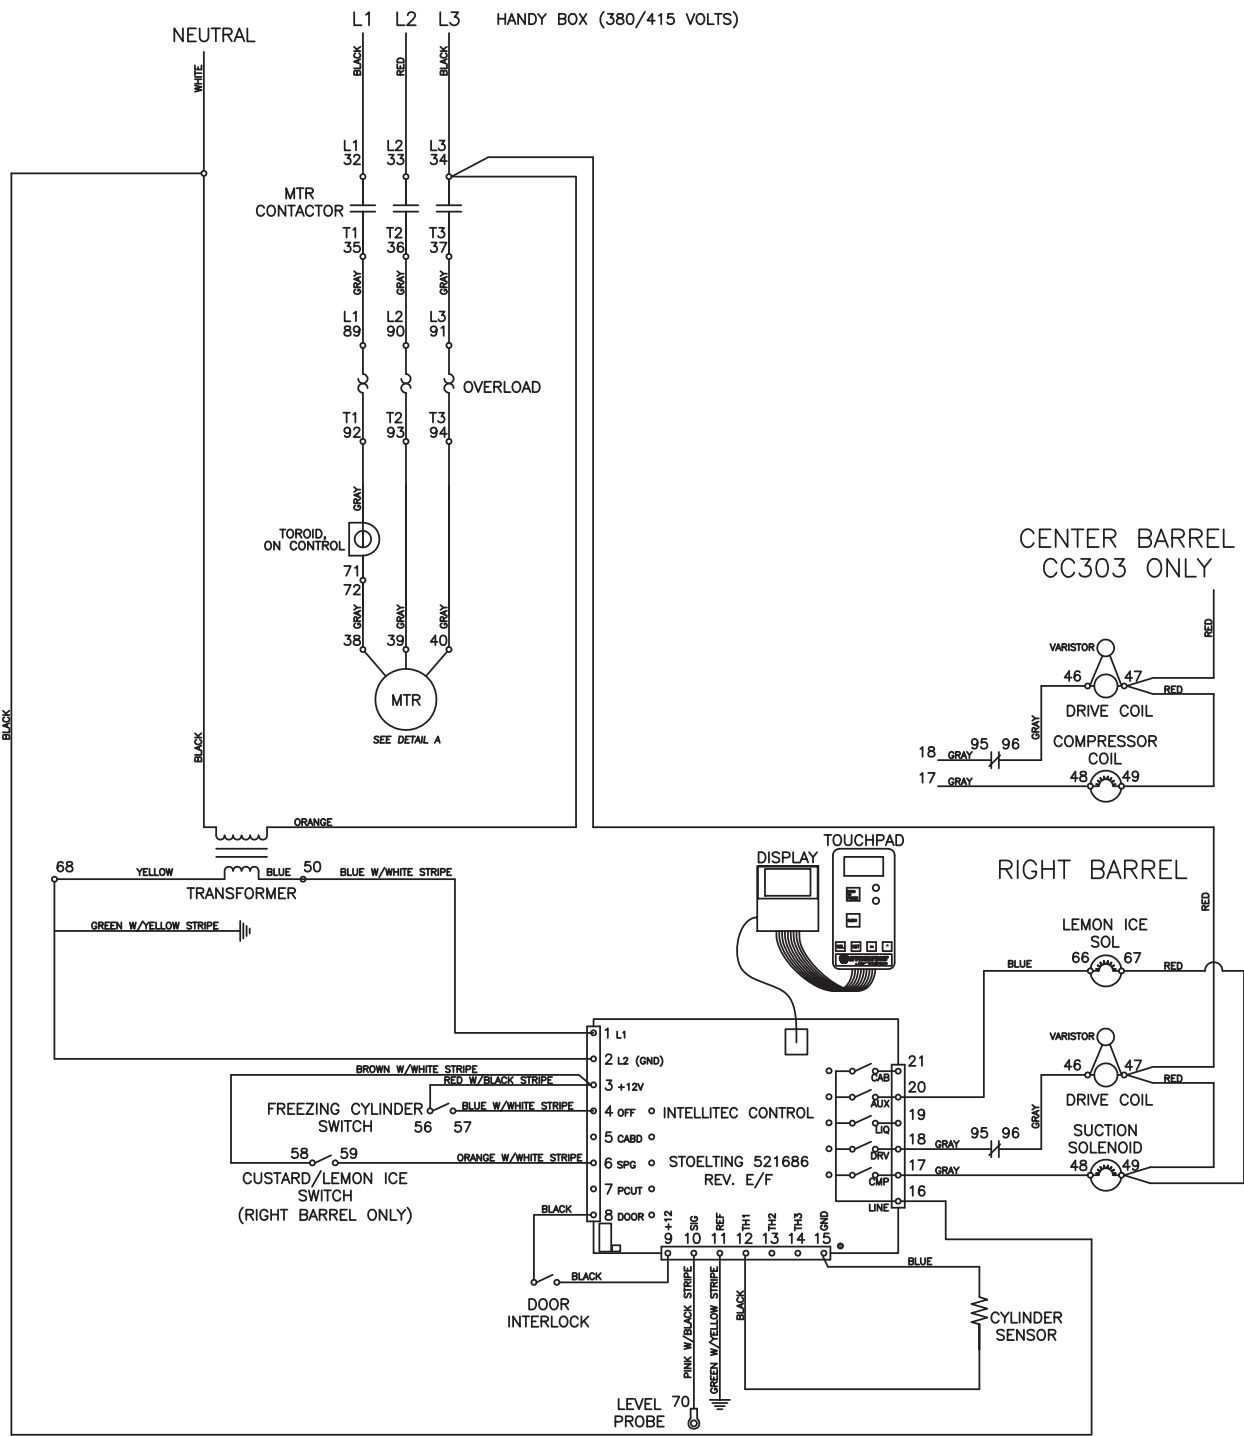 L1 L2 L3 HANDY BOX (380/415 VOLTS)
NEUTRAL
WHITE
BLACK RED BLACK
L1 L2 L3
32 33 34
MTR
CONTACTOR
T1 T2 T3
35 36 37
GRAY GRAY GRAY
L1 L2 L3
89 90 91
OVERLOAD
T1 T2 T3
92 93 94
GRAY
TOROID,
ON CONTROL
71
72
GRAY GRAY GRAY
38 39 40
MTR
SEE DETAIL A
BLACK
BLACK
ORANGE
CENTER BARREL
CC303 ONLY
RED
VARISTOR
46 47
RED
DRIVE COIL
GRAY
COMPRESSOR
COIL
18 GRAY 95 96
17 GRAY 48 49
68 YELLOW BLUE 50 BLUE W/WHITE STRIPE
TRANSFORMER
GREEN W/YELLOW STRIPE
DISPLAY
TOUCHPAD
RIGHT BARREL
RED
LEMON ICE
SOL
66 67
BLUE RED
VARISTOR
46 47
RED
DRIVE COIL
GRAY
SUCTION
SOLENOID
95 96
48 49
1 L1
2 L2 (GND)
BROWN W/WHITE STRIPE
RED W/BLACK STRIPE
3 +12V
FREEZING CYLINDER
SWITCH
56 57
BLUE W/WHITE STRIPE
4 OFF
INTELLITEC CONTROL
5 CABD
58 59
ORANGE W/WHITE STRIPE
6 SPG
STOELTING 521686
REV. E/F
CUSTARD/LEMON ICE
SWITCH
(RIGHT BARREL ONLY)
7 PCUT
BLACK
8 DOOR
21
CAB
20
AUX
19
LIQ
18 GRAY
DRV
17 GRAY
CMP
16
LINE
+12 SIG REF TH1 TH2 TH3 GND
9 10 11 12 13 14 15
BLACK
DOOR
INTERLOCK
BLUE
PINK W/BLACK STRIPE
GREEN W/YELLOW STRIPE
BLACK
CYLINDER
SENSOR
LEVEL
PROBE
70